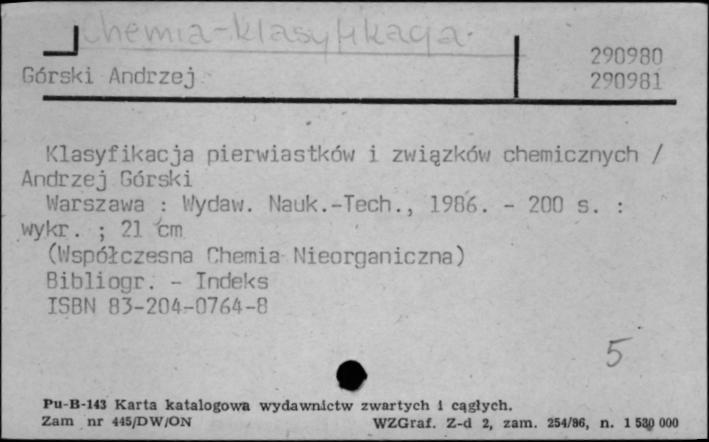 Chemia-klasyfikacja.
290980
Górski Andrzej
290981
Klasyfikacja pierwiastków i związków chemicznych /
Andrzej Górski
Warszawa : Wydaw. Nauk.-Tech., 1986. - 200 s. :
wykr. ; 21 cm
(Współczesna Chemia Nieorganiczna)
Bibliogr. - Indeks
ISBN 83-204-0764-8
5
Pu-B-143 Karta katalogowa wydawnictw zwartych i ciągłych.
Zam nr 445/DW/ON WZGraf. Z-d 2, zam. 254/86, n. 1 530 000